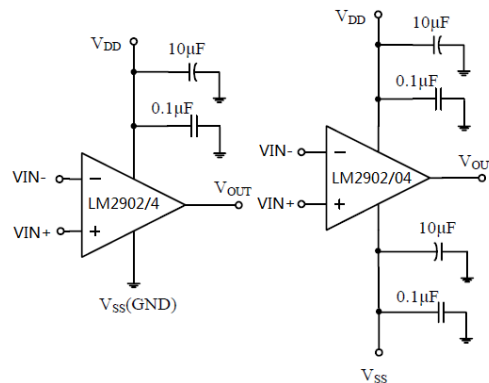 VDD
10µF
0.1µF
VIN-
LM2902/4
VOUT
VIN+
VSS(GND)
VDD
10µF
0.1µF
VIN-
LM2902/04
VOU
VIN+
10µF
0.1µF
VSS